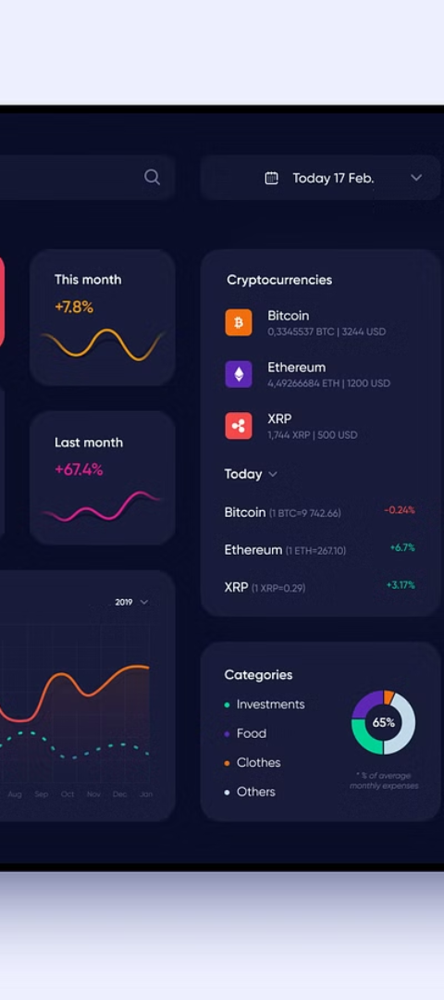 Today 17 Feb.
This month
+7.8%
Last month
+67.4%
2019
Aug Sep Oct Nov Dec Jan
Cryptocurrencies
Bitcoin
0,3345537 BTC | 3244 USD
Ethereum
4,49266684 ETH | 1200 USD
XRP
1,744 XRP | 500 USD
Today
Bitcoin (1 BTC=9 742.66) -0.24%
Ethereum (1 ETH=267.10) +6.7%
XRP (1 XRP=0.29) +3.17%
Categories
Investments
Food
Clothes
Others
65%
* % of average
monthly expenses